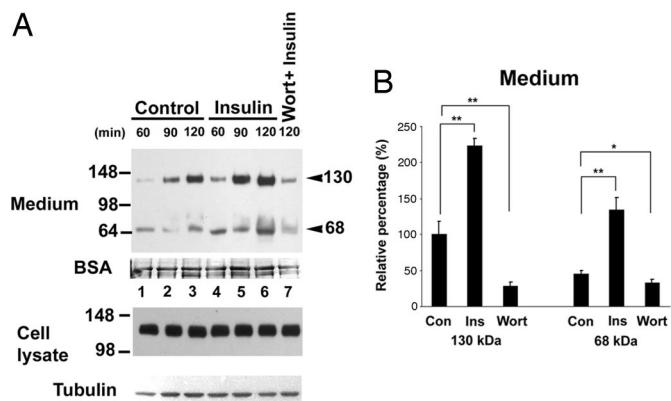 A
Control Insulin Wort+ Insulin
(min) 60 90 120 60 90 120 120
Medium
148
98
64
130
68
BSA
1 2 3 4 5 6 7
Cell lysate
148
98
Tubulin
B
Medium
Relative percentage (%)
250
200
150
100
50
0
** ** * **
Con Ins Wort Con Ins Wort
130 kDa 68 kDa